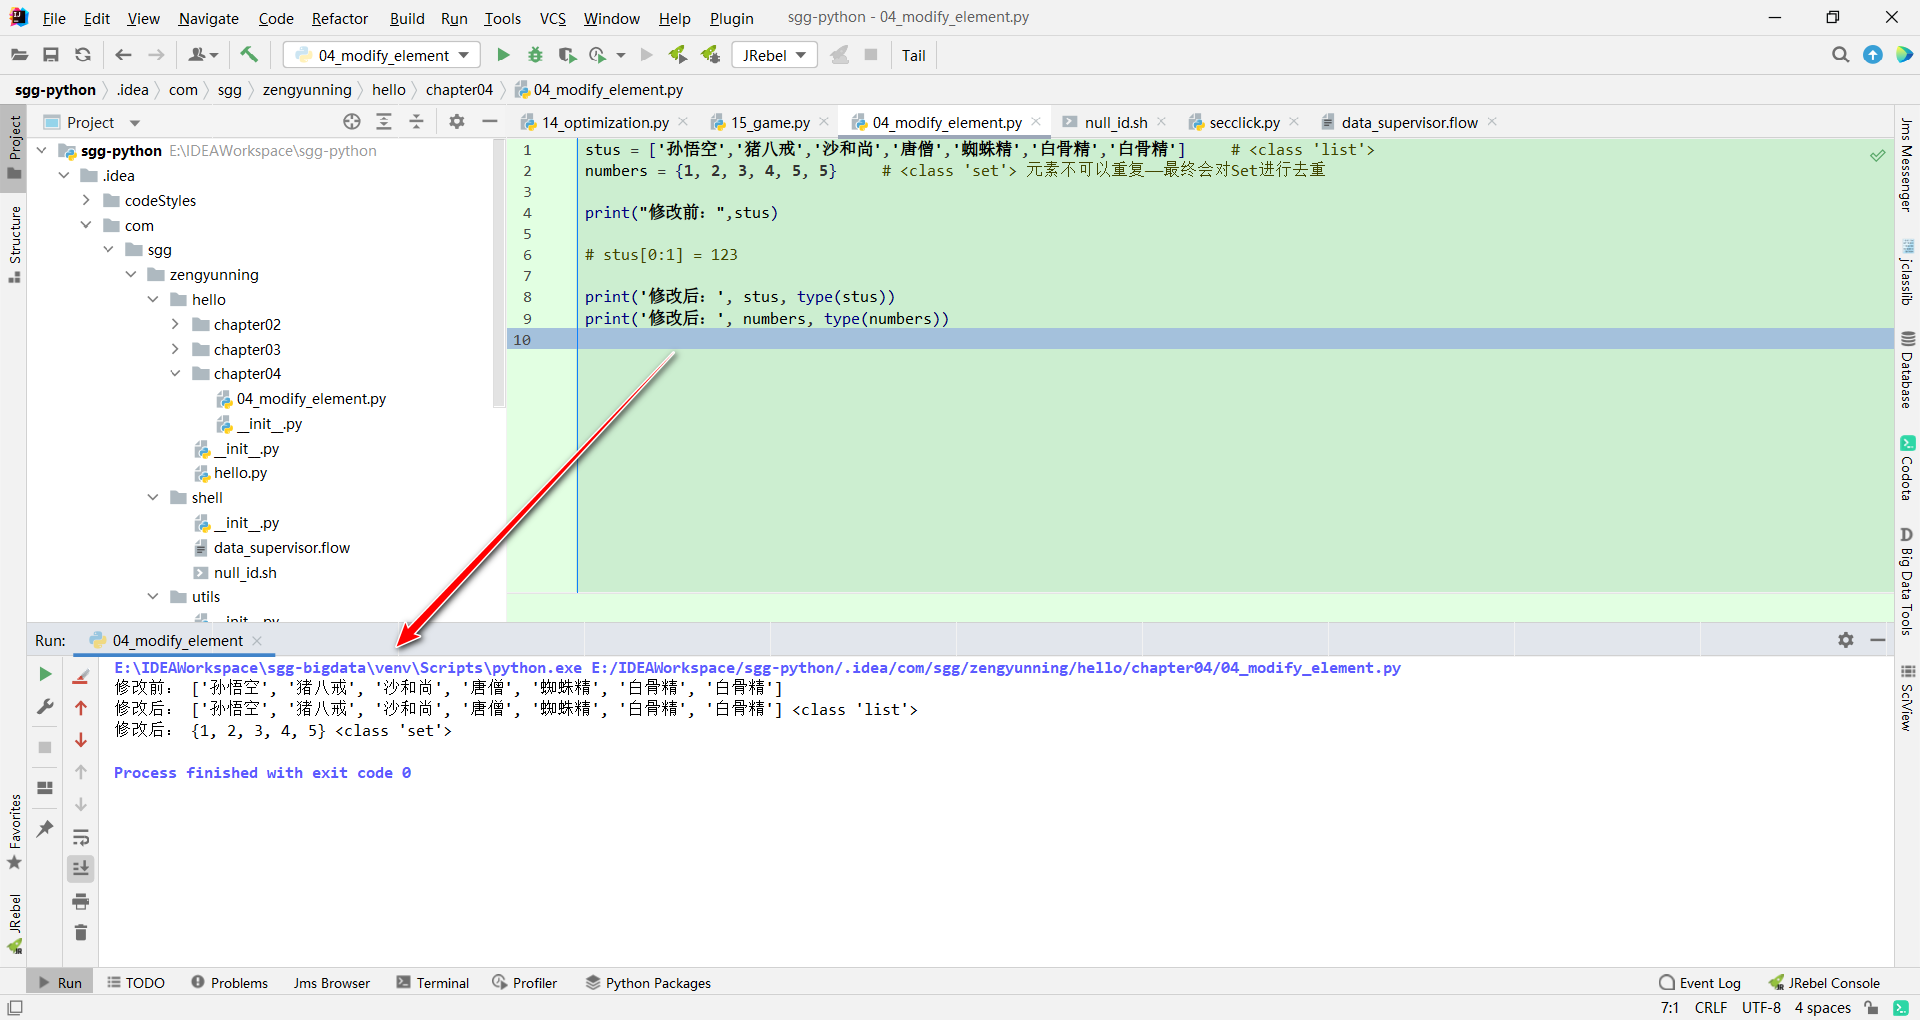 File Edit View Navigate Code Refactor Build Run Tools VCS Window Help Plugin sgg-python - 04_modify_element.py
04_modify_element JRebel Tail
sgg-python .idea com sgg zengyunning hello chapter04 04_modify_element.py
Project
14_optimization.py 15_game.py 04_modify_element.py null_id.sh secclick.py data_supervisor.flow
sgg-python E:\IDEAWorkspace\sgg-python
.idea
codeStyles
com
sgg
zengyunning
hello
chapter02
chapter03
chapter04
04_modify_element.py
__init__.py
__init__.py
hello.py
shell
__init__.py
data_supervisor.flow
null_id.sh
utils
__init__.py
1 stus = ['孙悟空','猪八戒','沙和尚','唐僧','蜘蛛精','白骨精','白骨精'] # <class 'list'>
2 numbers = {1, 2, 3, 4, 5, 5} # <class 'set'> 元素不可以重复——最终会对Set进行去重
3
4 print("修改前：",stus)
5
6 # stus[0:1] = 123
7
8 print('修改后：', stus, type(stus))
9 print('修改后：', numbers, type(numbers))
10
Project
Structure
Favorites
JRebel
Jms Messenger
jclasslib
Database
Codota
Big Data Tools
SciView
Run: 04_modify_element
E:\IDEAWorkspace\sgg-bigdata\venv\Scripts\python.exe E:/IDEAWorkspace/sgg-python/.idea/com/sgg/zengyunning/hello/chapter04/04_modify_element.py
修改前： ['孙悟空', '猪八戒', '沙和尚', '唐僧', '蜘蛛精', '白骨精', '白骨精']
修改后： ['孙悟空', '猪八戒', '沙和尚', '唐僧', '蜘蛛精', '白骨精', '白骨精'] <class 'list'>
修改后： {1, 2, 3, 4, 5} <class 'set'>
Process finished with exit code 0
Run TODO Problems Jms Browser Terminal Profiler Python Packages Event Log JRebel Console
7:1 CRLF UTF-8 4 spaces